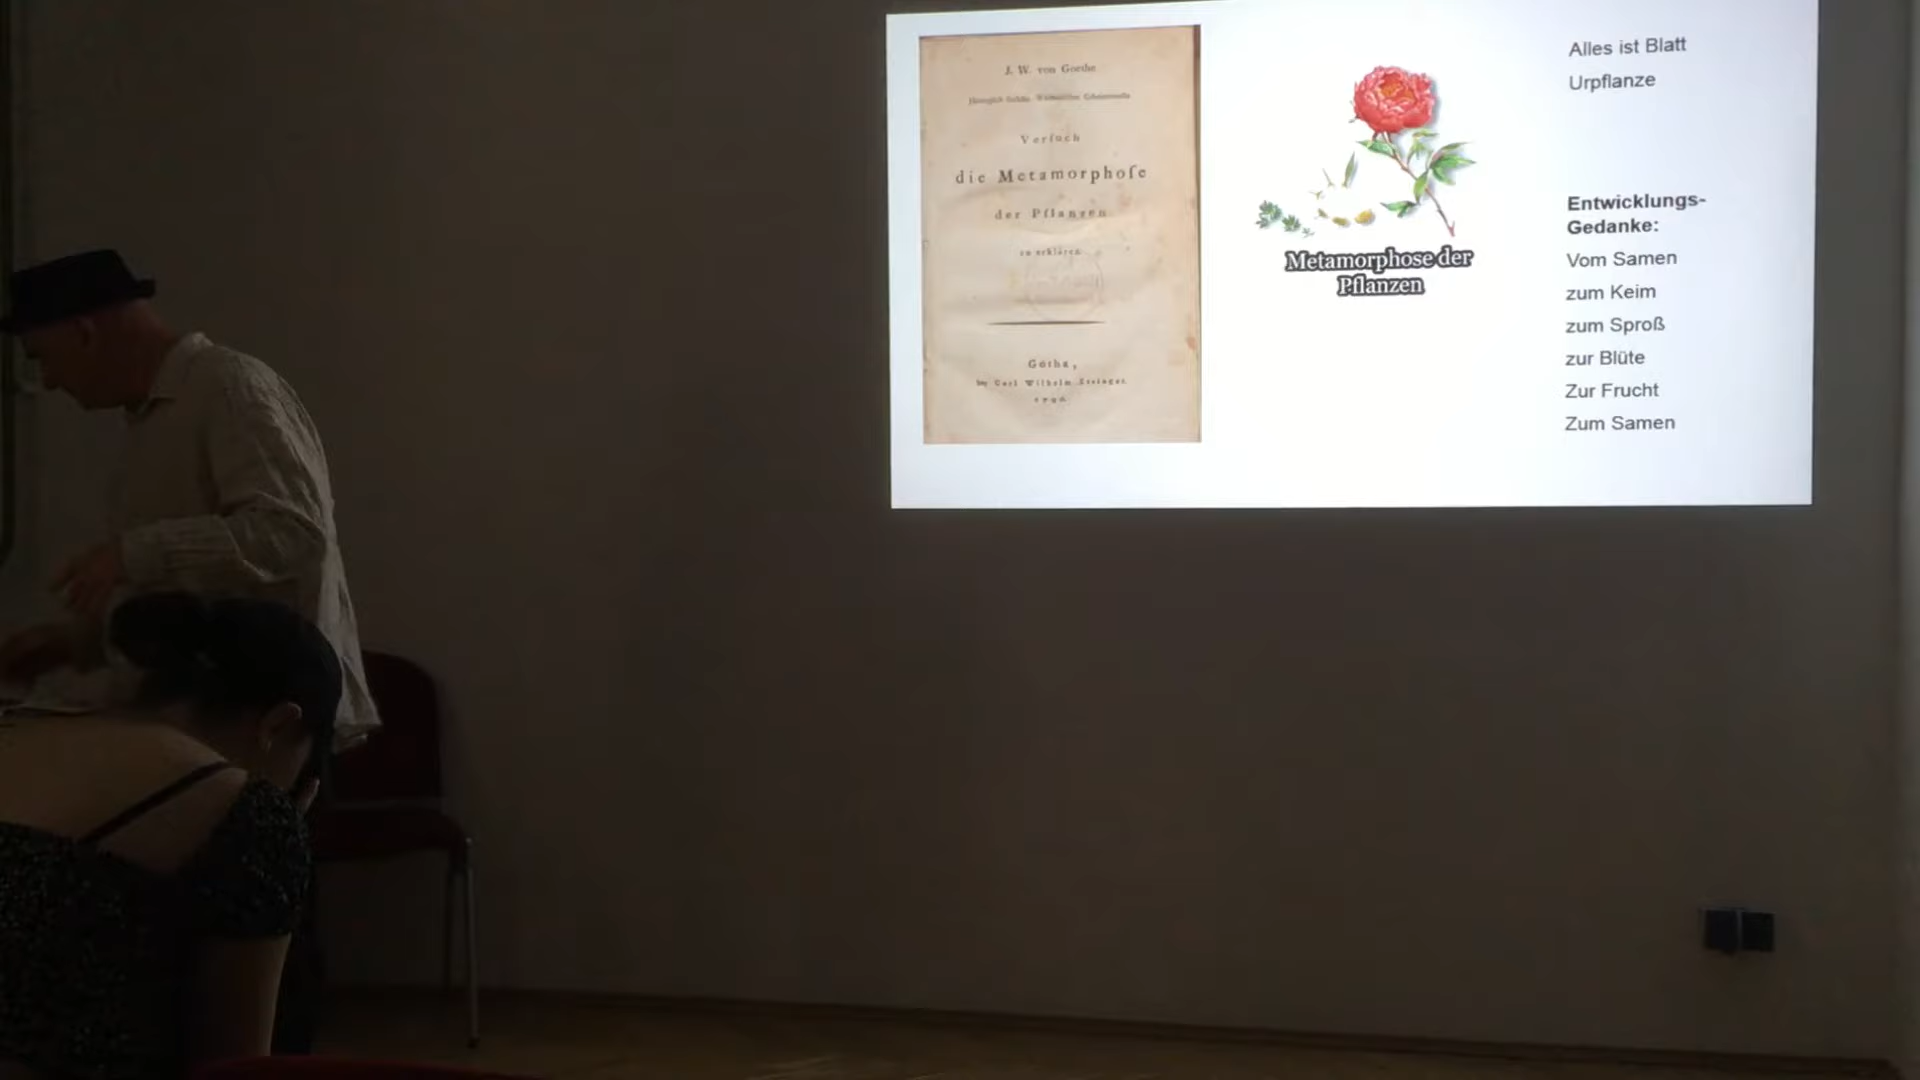 J. W. von Goethe
Verſuch
die Metamorphoſe
der Pflanzen
zu erklären.
Gotha,
Carl Wilhelm Ettinger.
1790.
Metamorphose der
Pflanzen
Alles ist Blatt
Urpflanze
Entwicklungs-
Gedanke:
Vom Samen
zum Keim
zum Sproß
zur Blüte
Zur Frucht
Zum Samen